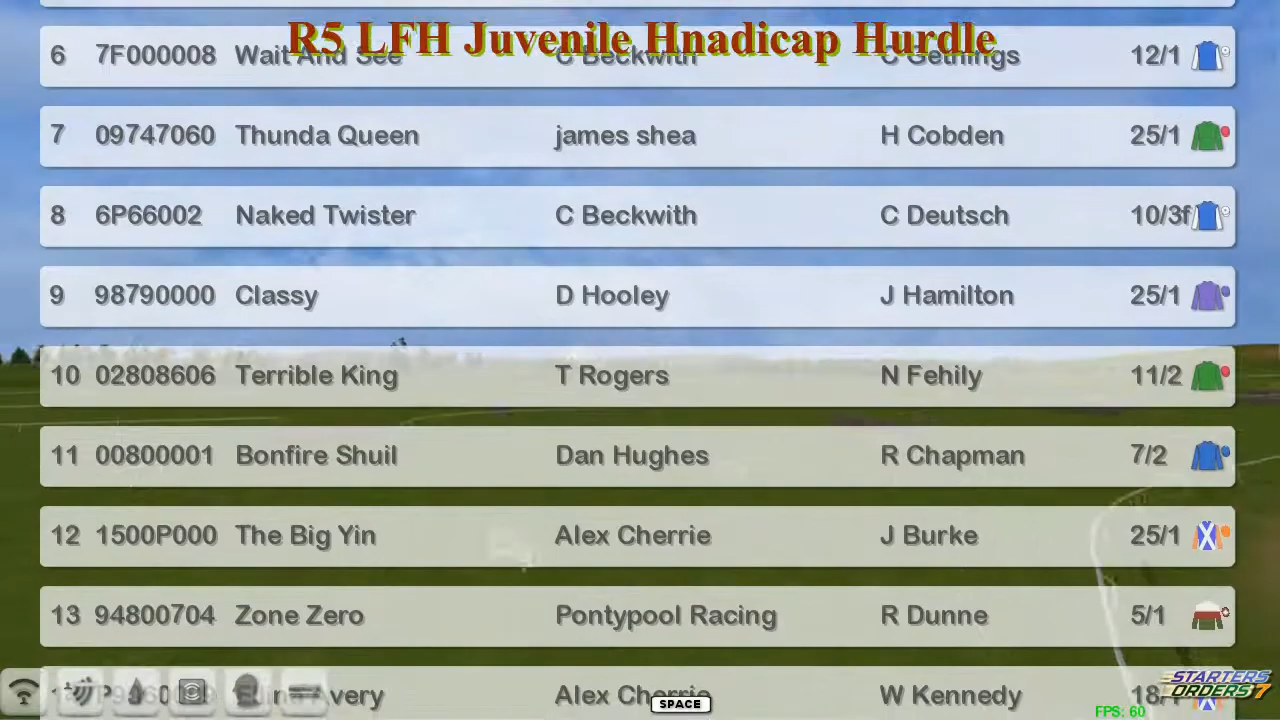 R5 LFH Juvenile Hnadicap Hurdle
6 7F000008 Wait And See C Beckwith C Gethings 12/1
7 09747060 Thunda Queen james shea H Cobden 25/1
8 6P66002 Naked Twister C Beckwith C Deutsch 10/3f
9 98790000 Classy D Hooley J Hamilton 25/1
10 02808606 Terrible King T Rogers N Fehily 11/2
11 00800001 Bonfire Shuil Dan Hughes R Chapman 7/2
12 1500P000 The Big Yin Alex Cherrie J Burke 25/1
13 94800704 Zone Zero Pontypool Racing R Dunne 5/1
Avery Alex Cherrie W Kennedy
SPACE
STARTERS ORDERS 7
FPS: 60